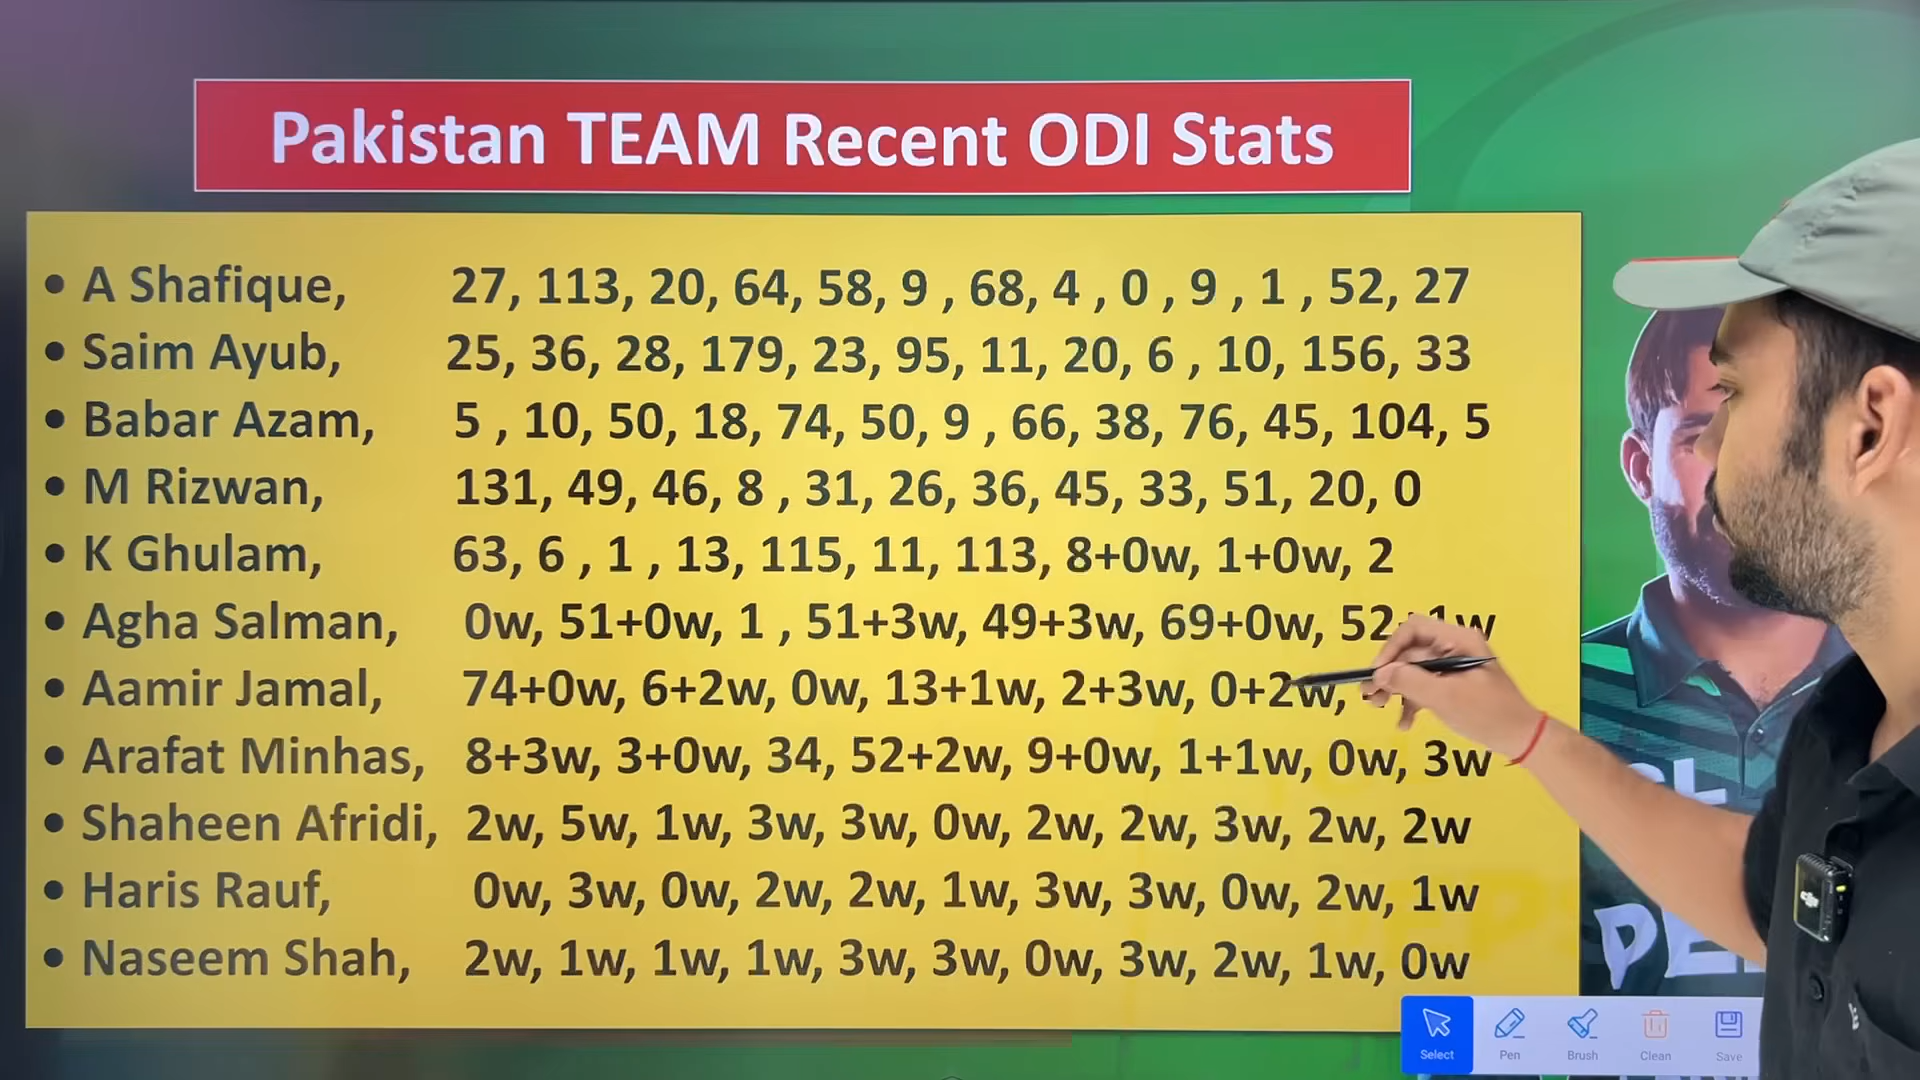 Pakistan TEAM Recent ODI Stats
• A Shafique, 27, 113, 20, 64, 58, 9 , 68, 4 , 0 , 9 , 1 , 52, 27
• Saim Ayub, 25, 36, 28, 179, 23, 95, 11, 20, 6 , 10, 156, 33
• Babar Azam, 5 , 10, 50, 18, 74, 50, 9 , 66, 38, 76, 45, 104, 5
• M Rizwan, 131, 49, 46, 8 , 31, 26, 36, 45, 33, 51, 20, 0
• K Ghulam, 63, 6 , 1 , 13, 115, 11, 113, 8+0w, 1+0w, 2
• Agha Salman, 0w, 51+0w, 1 , 51+3w, 49+3w, 69+0w, 52+1w
• Aamir Jamal, 74+0w, 6+2w, 0w, 13+1w, 2+3w, 0+2w,
• Arafat Minhas, 8+3w, 3+0w, 34, 52+2w, 9+0w, 1+1w, 0w, 3w
• Shaheen Afridi, 2w, 5w, 1w, 3w, 3w, 0w, 2w, 2w, 3w, 2w, 2w
• Haris Rauf, 0w, 3w, 0w, 2w, 2w, 1w, 3w, 3w, 0w, 2w, 1w
• Naseem Shah, 2w, 1w, 1w, 1w, 3w, 3w, 0w, 3w, 2w, 1w, 0w
Select Pen Brush Clean Save